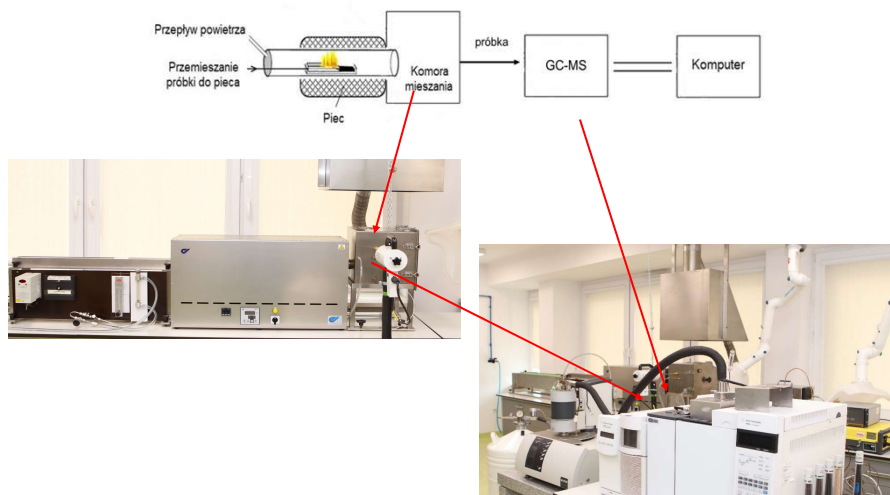 Przepływ powietrza
Przemieszanie
próbki do pieca
Piec
Komora
mieszania
próbka
GC-MS
Komputer